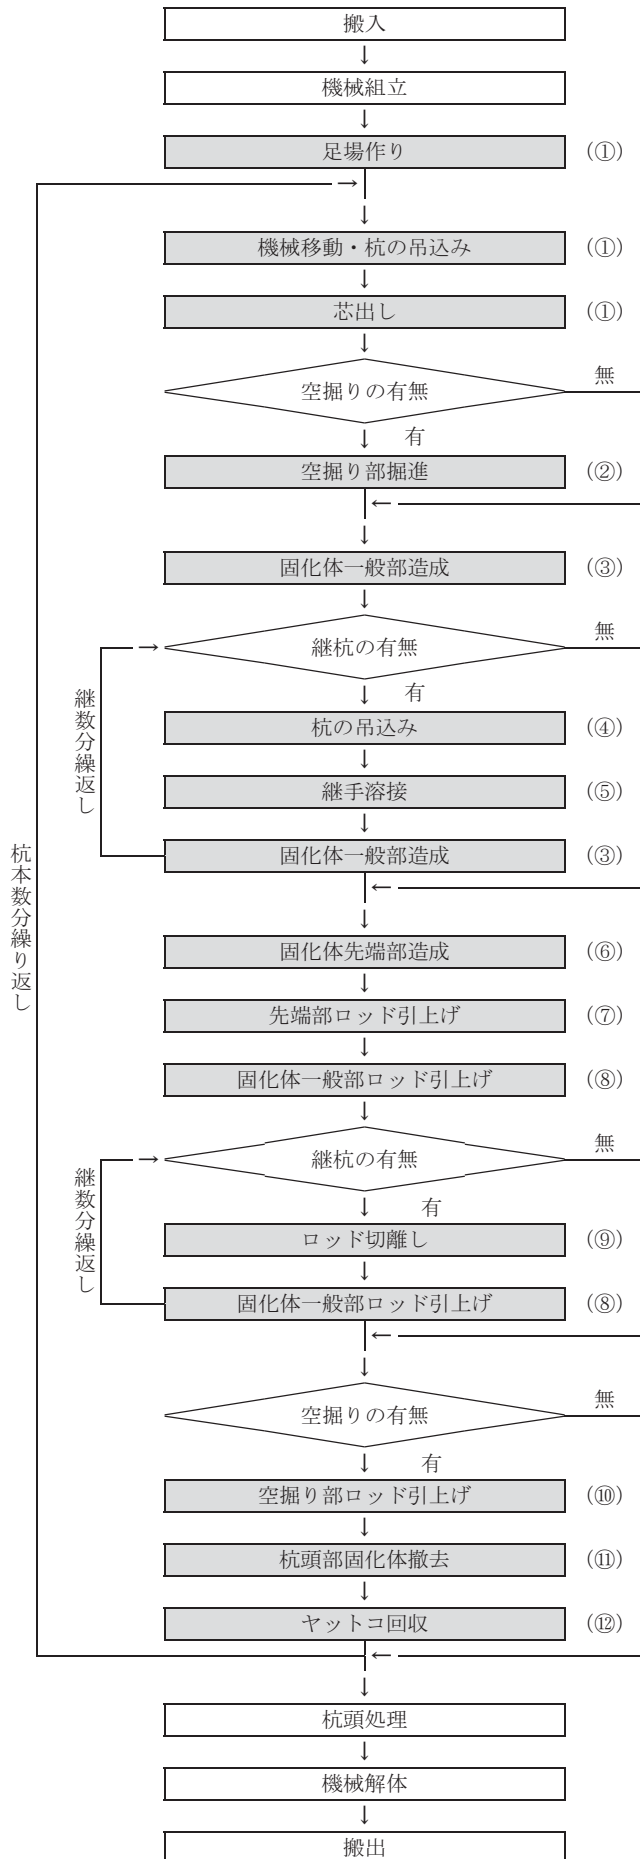 搬入
↓
機械組立
↓
足場作り (①)
→
↓
機械移動・杭の吊込み (①)
↓
芯出し (①)
↓
空掘りの有無 無
↓ 有
空掘り部掘進 (②)
←
↓
固化体一般部造成 (③)
↓
→ 継杭の有無 無
↓ 有
継数分繰返し
杭の吊込み (④)
↓
継手溶接 (⑤)
↓
固化体一般部造成 (③)
←
杭本数分繰り返し
↓
固化体先端部造成 (⑥)
↓
先端部ロッド引上げ (⑦)
↓
固化体一般部ロッド引上げ (⑧)
↓
→ 継杭の有無 無
継数分繰返し
↓ 有
ロッド切離し (⑨)
↓
固化体一般部ロッド引上げ (⑧)
←
↓
空掘りの有無 無
↓ 有
空掘り部ロッド引上げ (⑩)
↓
杭頭部固化体撤去 (⑪)
↓
ヤットコ回収 (⑫)
←
↓
杭頭処理
↓
機械解体
↓
搬出